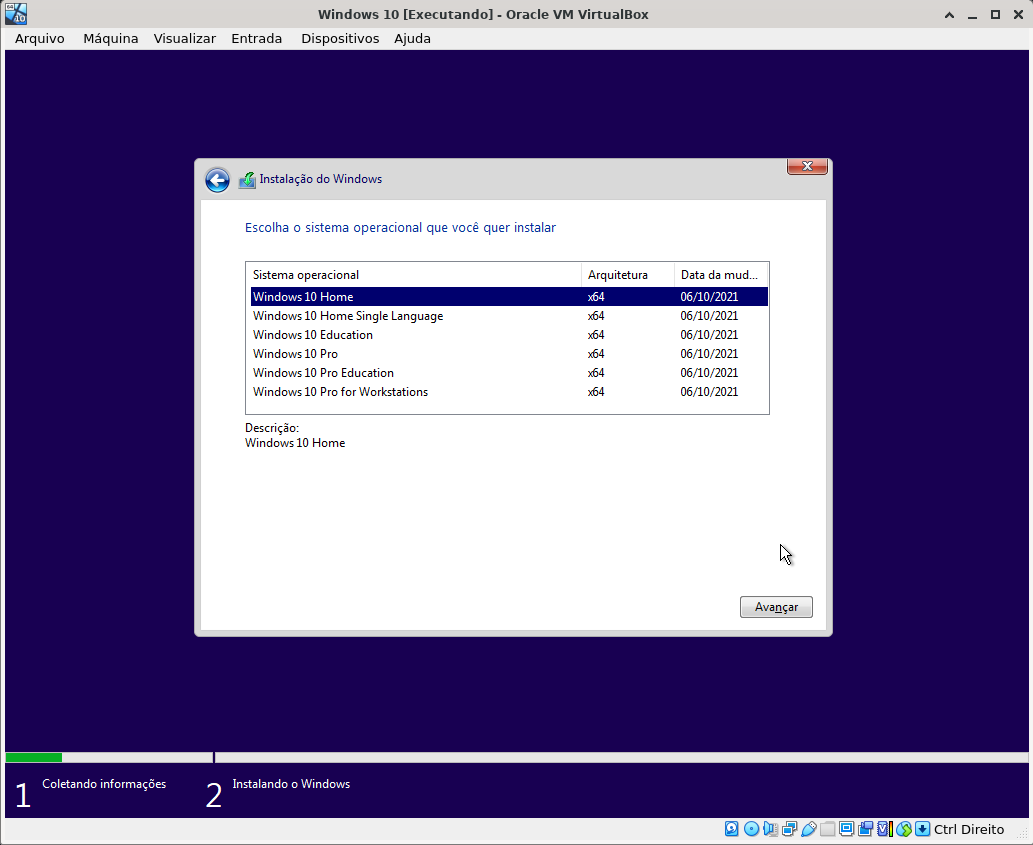 Windows 10 [Executando] - Oracle VM VirtualBox
Arquivo Máquina Visualizar Entrada Dispositivos Ajuda
Instalação do Windows
Escolha o sistema operacional que você quer instalar
Sistema operacional Arquitetura Data da mud...
Windows 10 Home x64 06/10/2021
Windows 10 Home Single Language x64 06/10/2021
Windows 10 Education x64 06/10/2021
Windows 10 Pro x64 06/10/2021
Windows 10 Pro Education x64 06/10/2021
Windows 10 Pro for Workstations x64 06/10/2021
Descrição:
Windows 10 Home
Avançar
1 Coletando informações 2 Instalando o Windows
Ctrl Direito